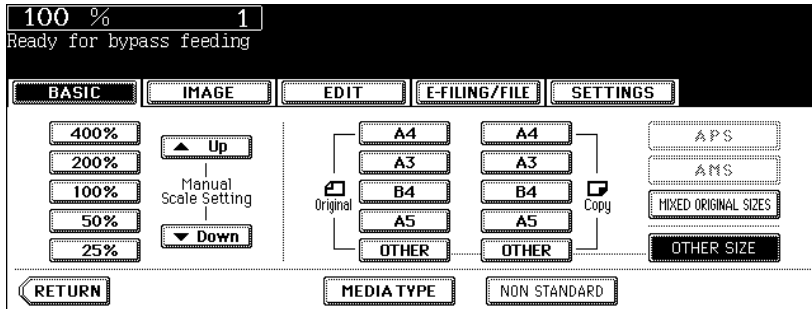 100 % 1
Ready for bypass feeding
BASIC IMAGE EDIT E-FILING/FILE SETTINGS
400% Up A4 A4 APS
200% A3 A3 AMS
100% Manual Scale Setting Original B4 B4 Copy MIXED ORIGINAL SIZES
50% Down A5 A5
25% OTHER OTHER OTHER SIZE
RETURN MEDIA TYPE NON STANDARD